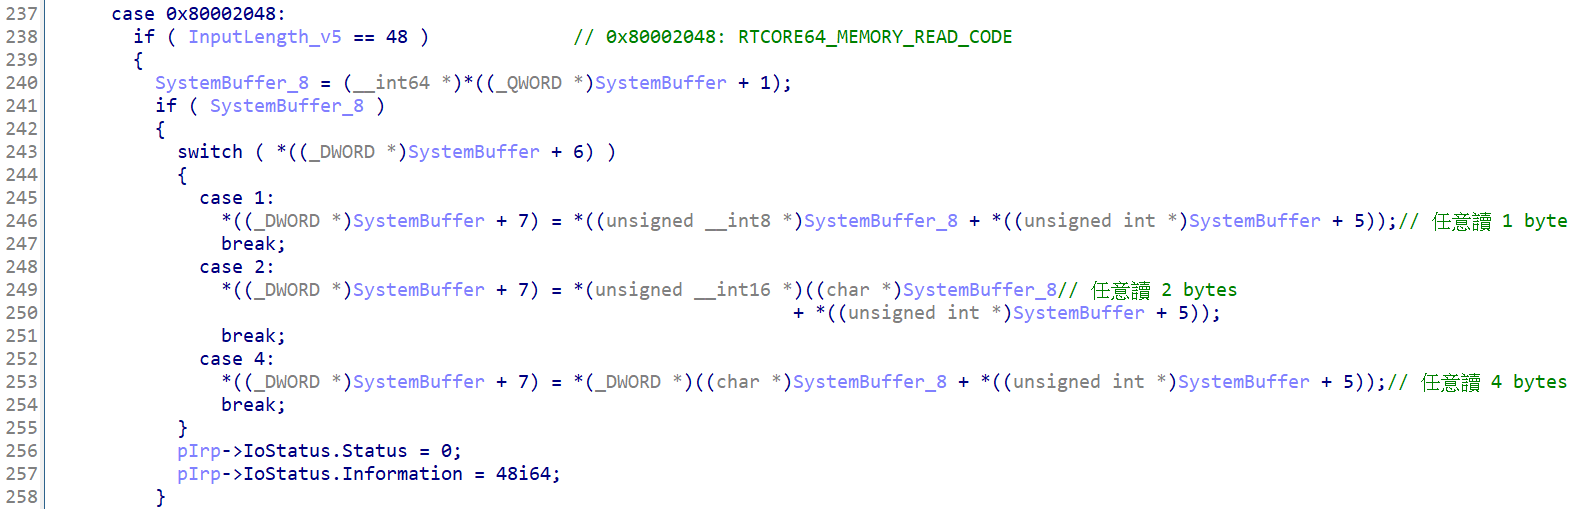 237 case 0x80002048:
238 if ( InputLength_v5 == 48 ) // 0x80002048: RTCORE64_MEMORY_READ_CODE
239 {
240 SystemBuffer_8 = (__int64 *)*((_QWORD *)SystemBuffer + 1);
241 if ( SystemBuffer_8 )
242 {
243 switch ( *((_DWORD *)SystemBuffer + 6) )
244 {
245 case 1:
246 *((_DWORD *)SystemBuffer + 7) = *((unsigned __int8 *)SystemBuffer_8 + *((unsigned int *)SystemBuffer + 5));// 任意讀 1 byte
247 break;
248 case 2:
249 *((_DWORD *)SystemBuffer + 7) = *(unsigned __int16 *)((char *)SystemBuffer_8// 任意讀 2 bytes
250 + *((unsigned int *)SystemBuffer + 5));
251 break;
252 case 4:
253 *((_DWORD *)SystemBuffer + 7) = *(_DWORD *)((char *)SystemBuffer_8 + *((unsigned int *)SystemBuffer + 5));// 任意讀 4 bytes
254 break;
255 }
256 pIrp->IoStatus.Status = 0;
257 pIrp->IoStatus.Information = 48i64;
258 }